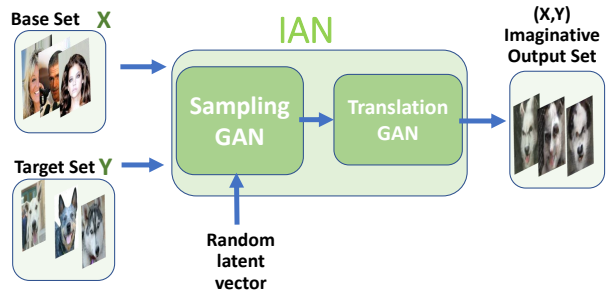 Base Set X
IAN
(X,Y)
Imaginative
Output Set
Sampling
GAN
Translation
GAN
Target Set Y
Random
latent
vector